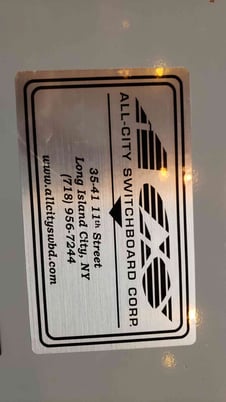 ALL-CITY SWITCHBOARD CORP.
35-41 11th Street
Long Island City, NY
(718) 956-7244
www.allcityswbd.com